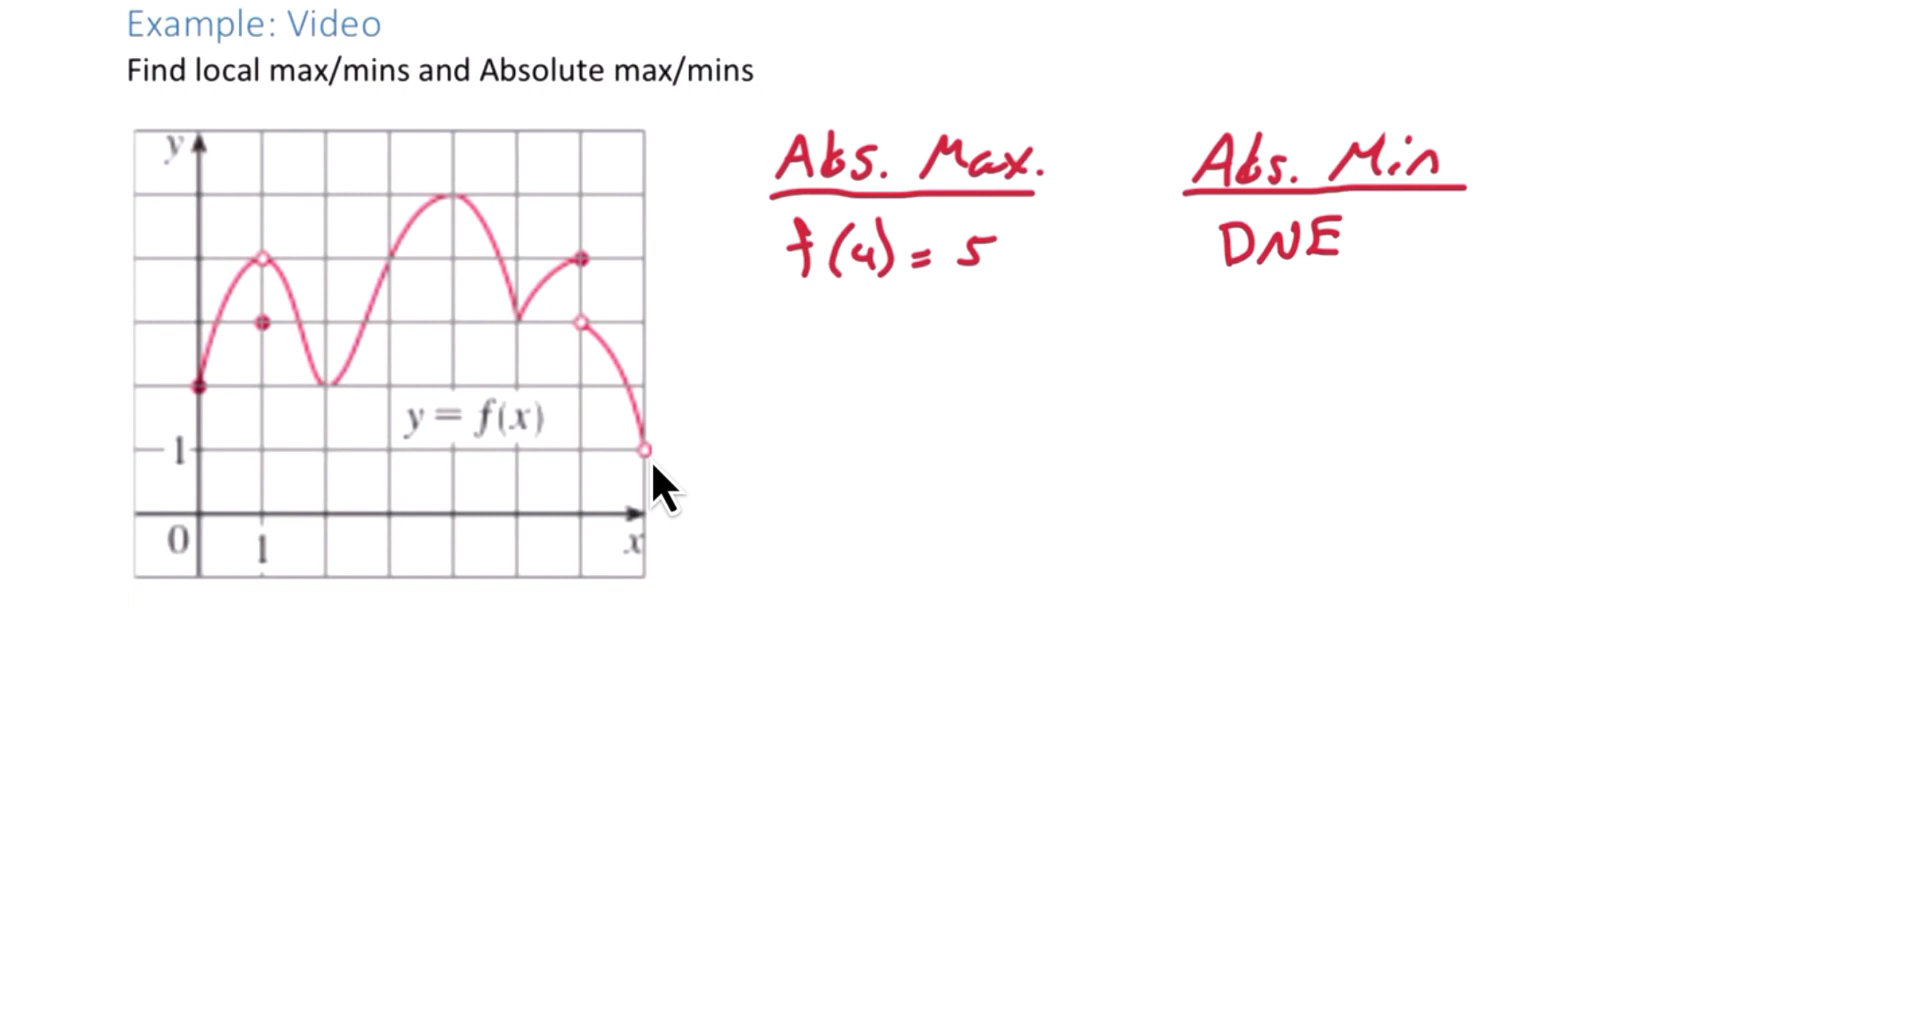 Example: Video
Find local max/mins and Absolute max/mins
Abs. Max.
Abs. Min
f(4) = 5
DNE
y
y = f(x)
1
0
1
x